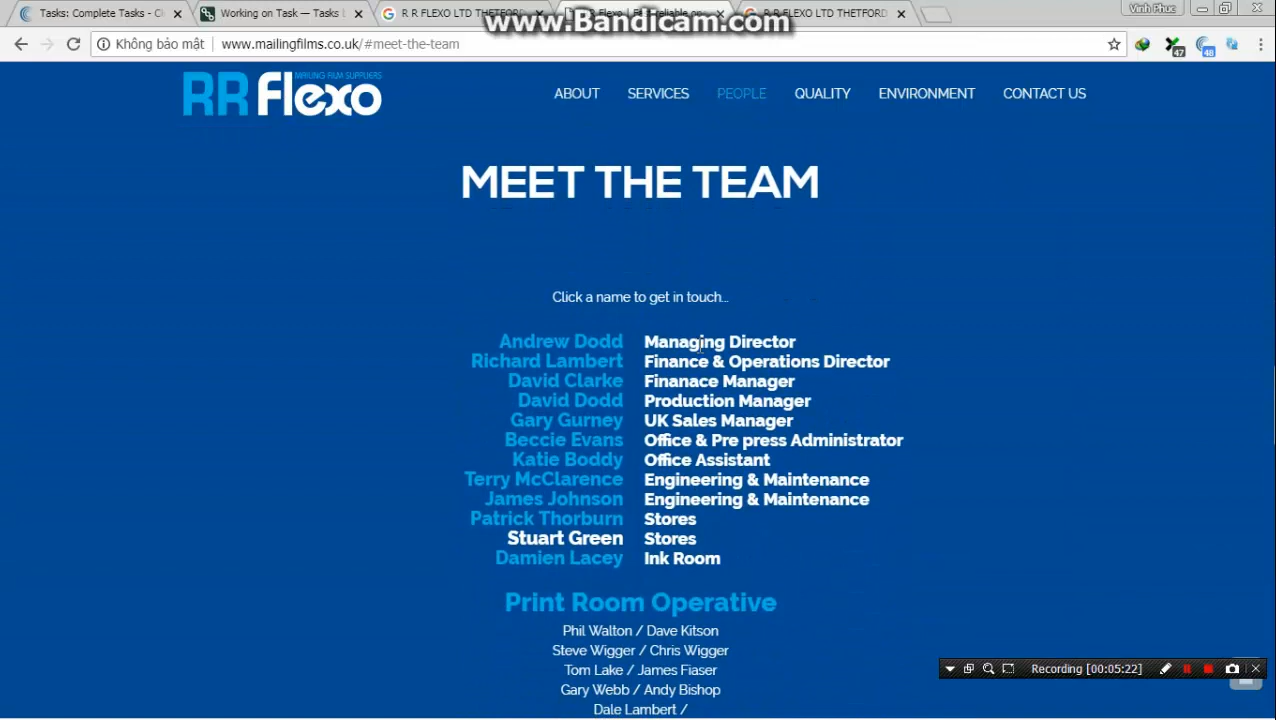 www.Bandicam.com
Tasks: Complete Tasks - Cl
Working on Task — Tasks
R R FLEXO LTD THETFORD
R R FLEXO LTD THETFORD
Vinh Phuc
Không bảo mật
www.mailingfilms.co.uk/#meet-the-team
47
48
RR Flexo
MAILING FILM SUPPLIERS
ABOUT SERVICES PEOPLE QUALITY ENVIRONMENT CONTACT US
MEET THE TEAM
Click a name to get in touch...
Andrew Dodd Managing Director
Richard Lambert Finance & Operations Director
David Clarke Finanace Manager
David Dodd Production Manager
Gary Gurney UK Sales Manager
Beccie Evans Office & Pre press Administrator
Katie Boddy Office Assistant
Terry McClarence Engineering & Maintenance
James Johnson Engineering & Maintenance
Patrick Thorburn Stores
Stuart Green Stores
Damien Lacey Ink Room
Print Room Operative
Phil Walton / Dave Kitson
Steve Wigger / Chris Wigger
Tom Lake / James Fiaser
Gary Webb / Andy Bishop
Dale Lambert /
Recording [00:05:22]